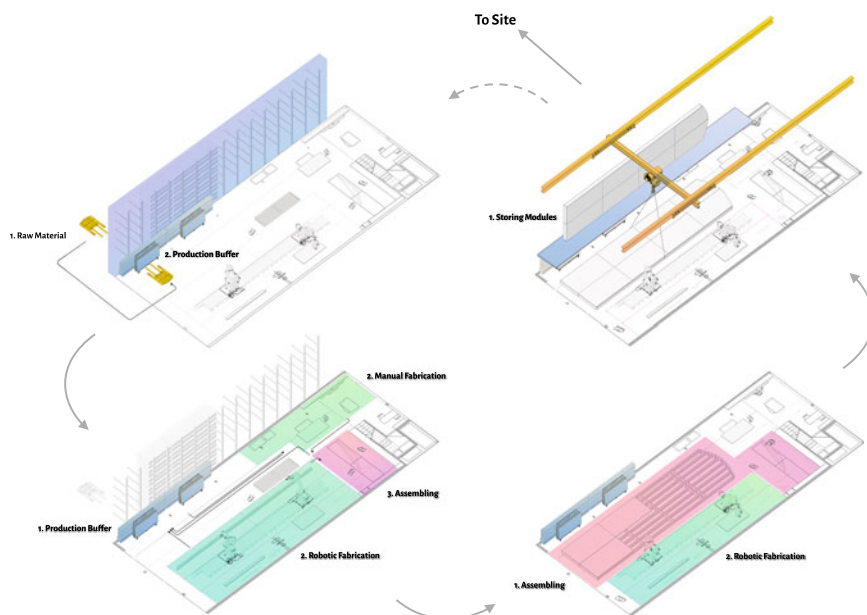 To Site
1. Raw Material
2. Production Buffer
1. Storing Modules
2. Manual Fabrication
3. Assembling
1. Production Buffer
2. Robotic Fabrication
2. Robotic Fabrication
1. Assembling